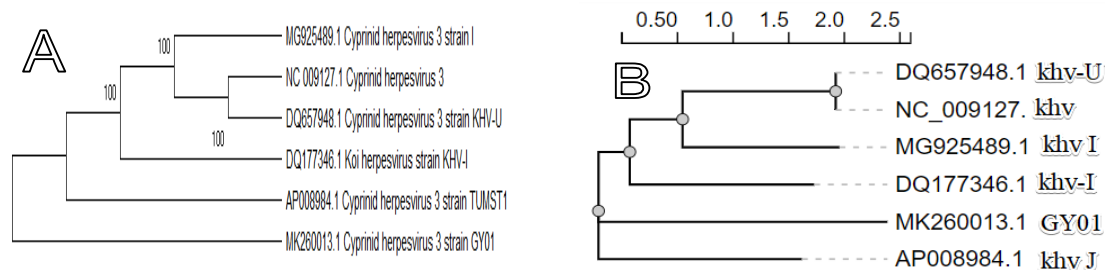 A
100
MG925489.1 Cyprinid herpesvirus 3 strain I
100
NC 009127.1 Cyprinid herpesvirus 3
DQ657948.1 Cyprinid herpesvirus 3 strain KHV-U
100
DQ177346.1 Koi herpesvirus strain KHV-I
AP008984.1 Cyprinid herpesvirus 3 strain TUMST1
MK260013.1 Cyprinid herpesvirus 3 strain GY01
0.50 1.0 1.5 2.0 2.5
B
DQ657948.1 khv-U
NC_009127. khv
MG925489.1 khv I
DQ177346.1 khv-I
MK260013.1 GY01
AP008984.1 khv J